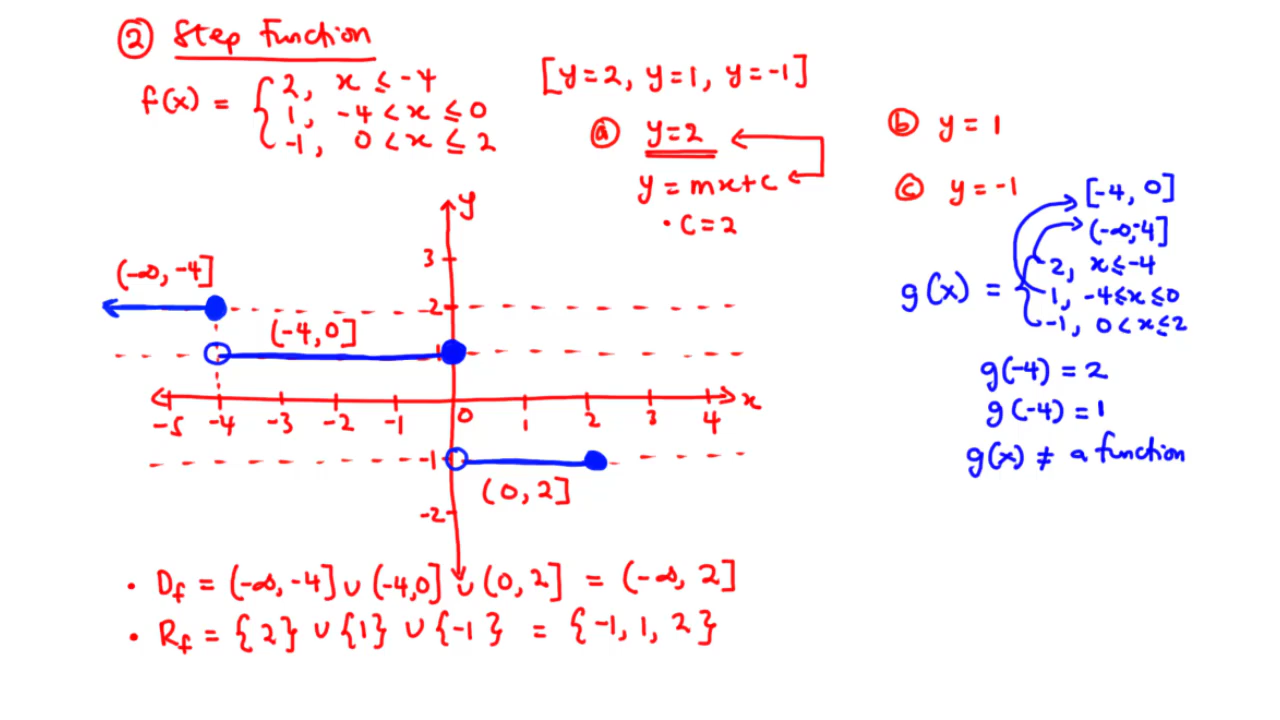 ② Step Function
f(x) = { 2, x ≤ -4
1, -4 < x ≤ 0
-1, 0 < x ≤ 2
[y=2, y=1, y=-1]
ⓐ y=2
y = mx+c
· c = 2
ⓑ y = 1
ⓒ y = -1
[-4, 0]
(-∞,-4]
g(x) = { 2, x ≤ -4
1, -4 ≤ x ≤ 0
-1, 0 < x ≤ 2
g(-4) = 2
g(-4) = 1
g(x) ≠ a function
y
3
(-∞, -4]
2
(-4, 0]
1
x
-5 -4 -3 -2 -1 0 1 2 3 4
-1
(0, 2]
-2
· Df = (-∞, -4] ∪ (-4,0] ∪ (0, 2] = (-∞, 2]
· Rf = {2} ∪ {1} ∪ {-1} = {-1, 1, 2}